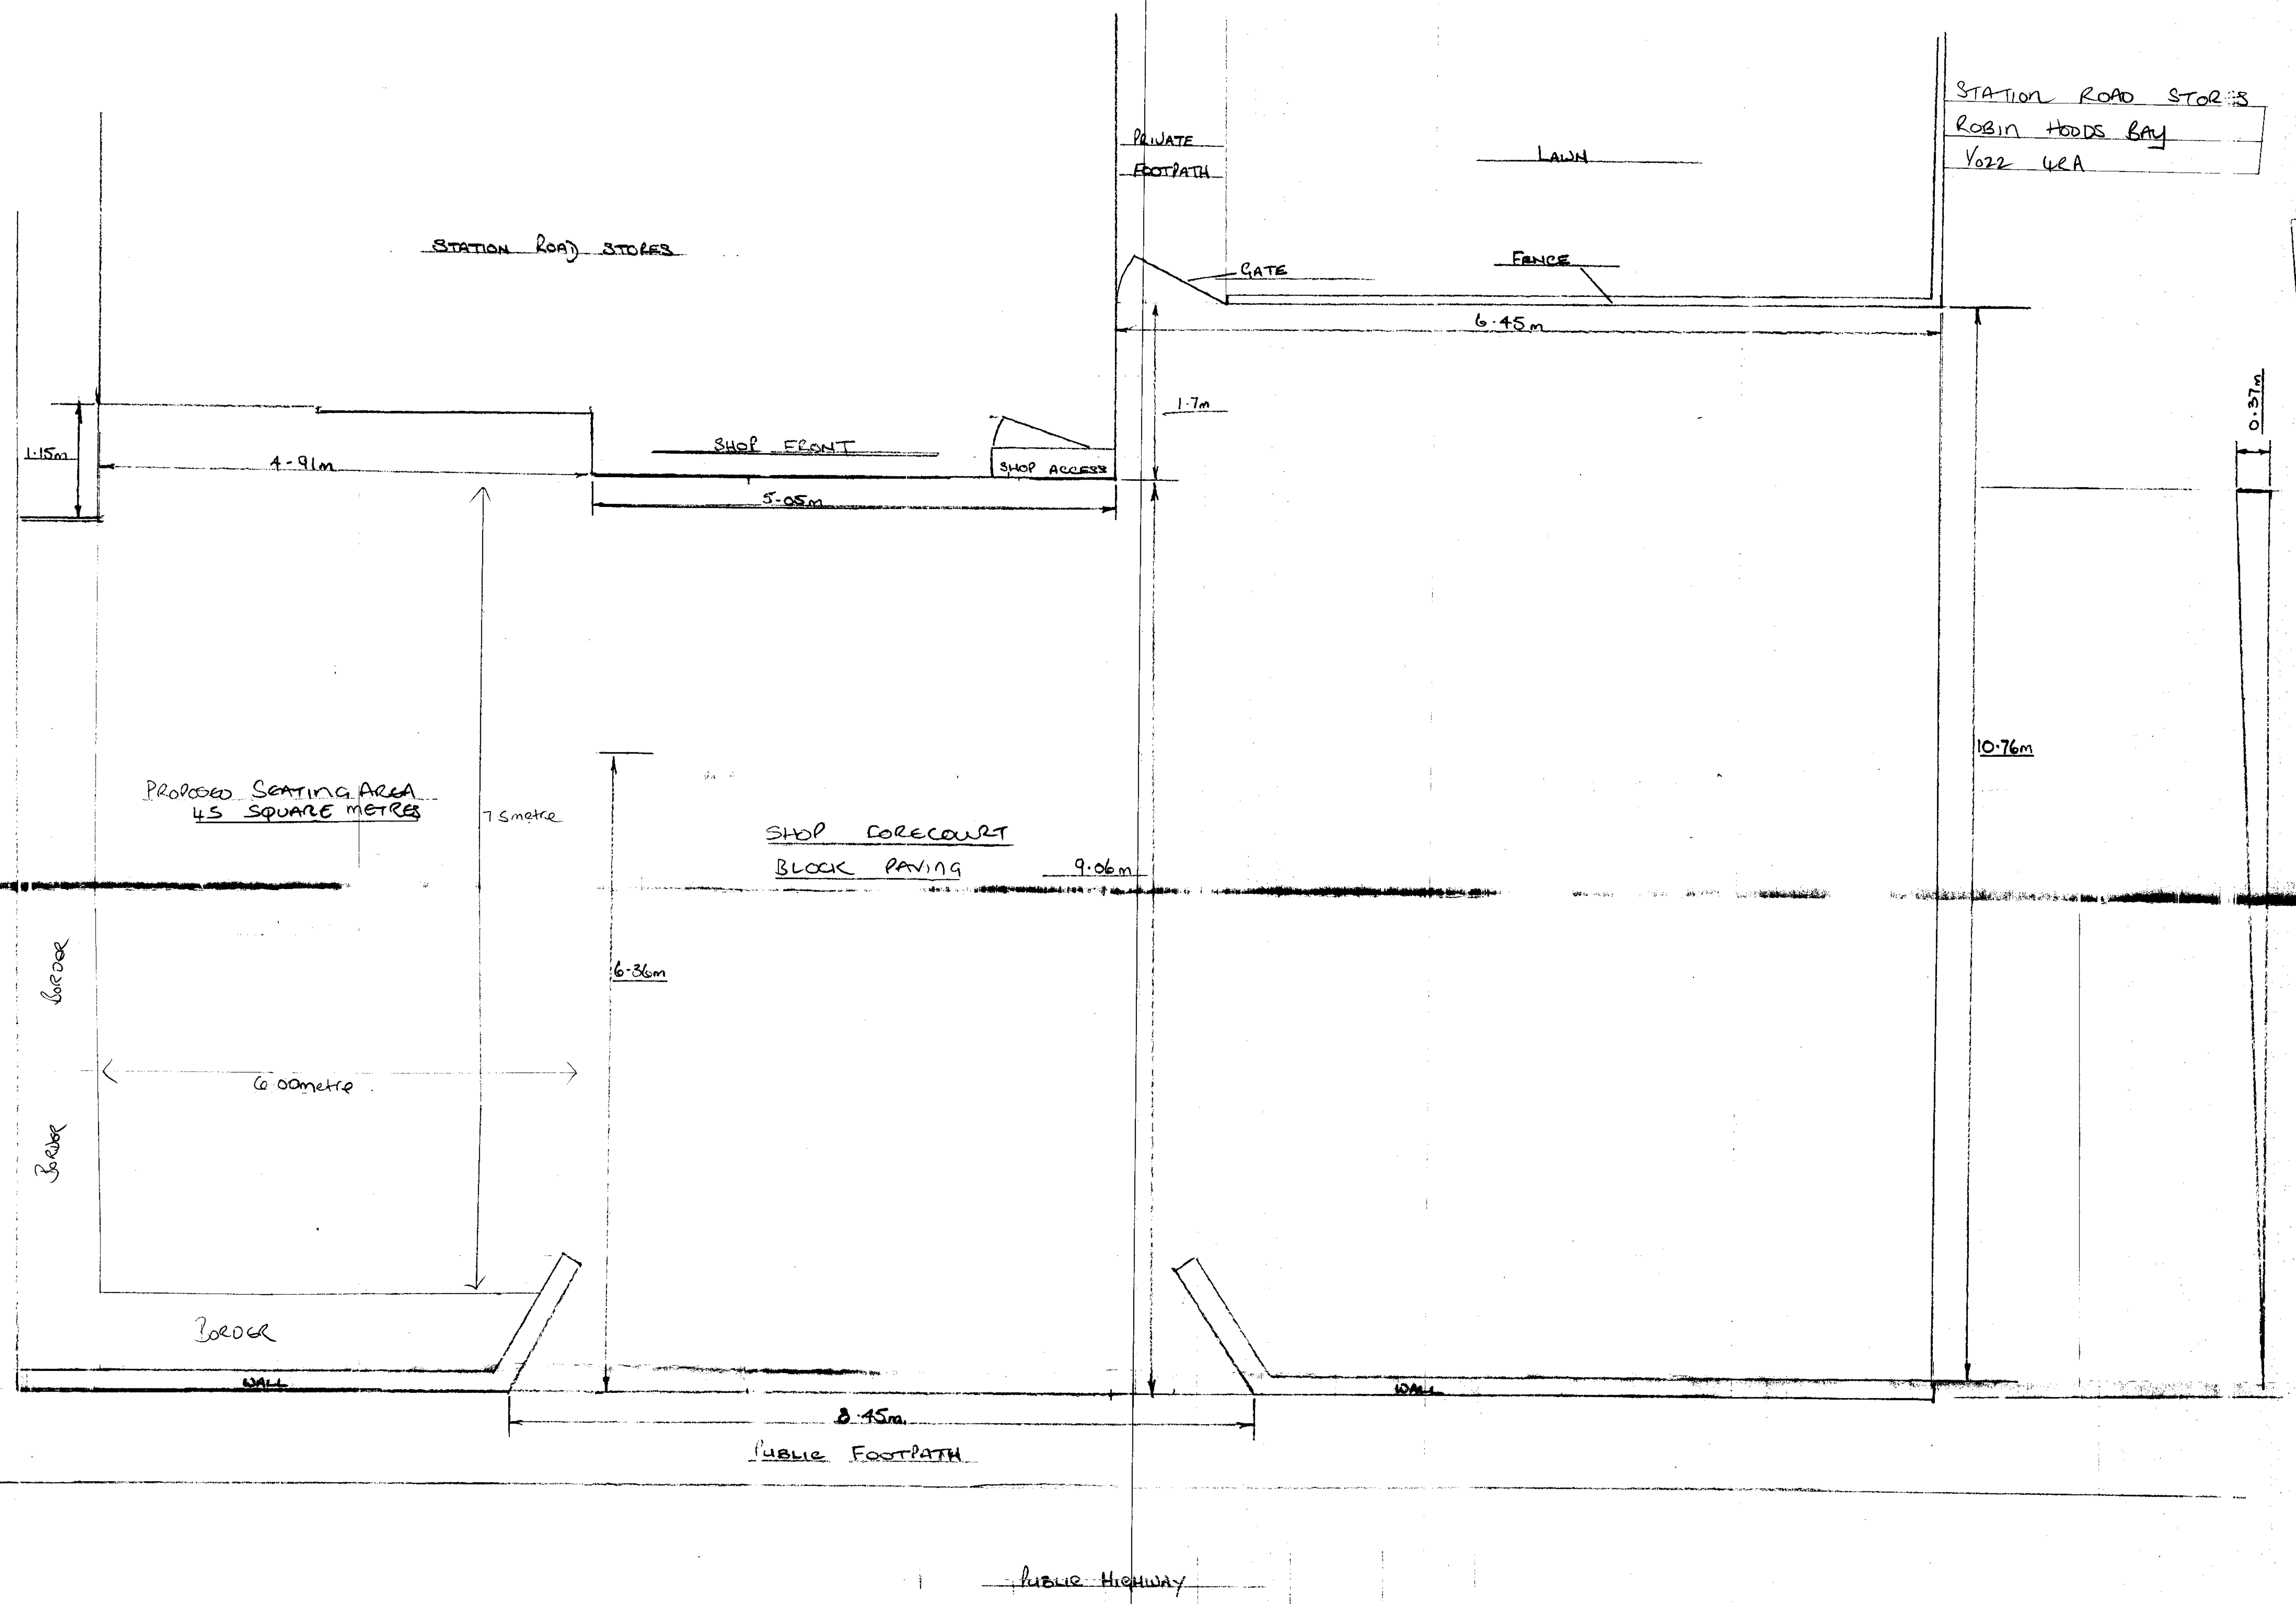 STATION ROAD STORES
ROBIN HOODS BAY
YO22 4RA
PRIVATE
FOOTPATH
LAWN
STATION ROAD STORES
GATE
FENCE
6.45m
1.7m
0.37m
1.15m
4-91m
SHOP FRONT
SHOP ACCESS
5-05m
10.76m
PROPOSED SEATING AREA
45 SQUARE METRES
7 5metre
SHOP FORECOURT
BLOCK PAVING
9.06m
6-36m
BORDER
6.00metre
BORDER
BORDER
WALL
WALL
8.45m
PUBLIC FOOTPATH
PUBLIC HIGHWAY